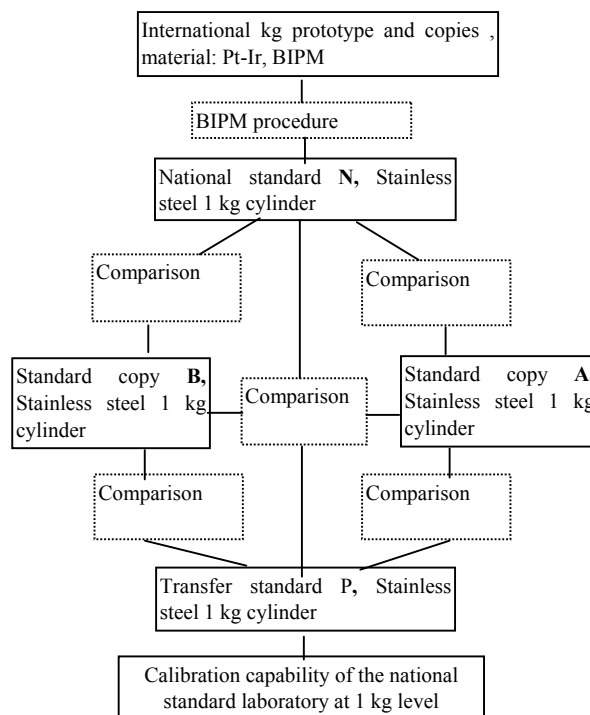 International kg prototype and copies ,
material: Pt-Ir, BIPM
BIPM procedure
National standard N, Stainless
steel 1 kg cylinder
Comparison
Comparison
Standard copy B,
Stainless steel 1 kg
cylinder
Comparison
Standard copy A
Stainless steel 1 kg
cylinder
Comparison
Comparison
Transfer standard P, Stainless
steel 1 kg cylinder
Calibration capability of the national
standard laboratory at 1 kg level